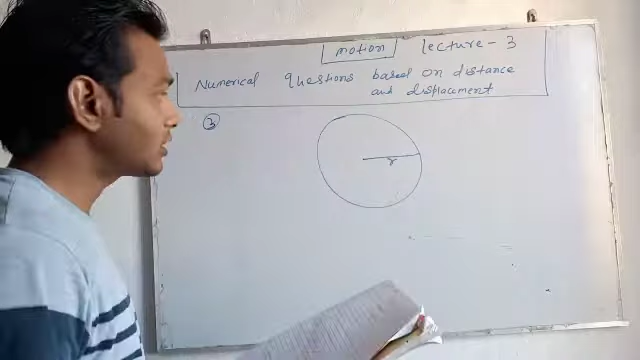 motion lecture - 3
Numerical Questions based on distance
and displacement
3
r